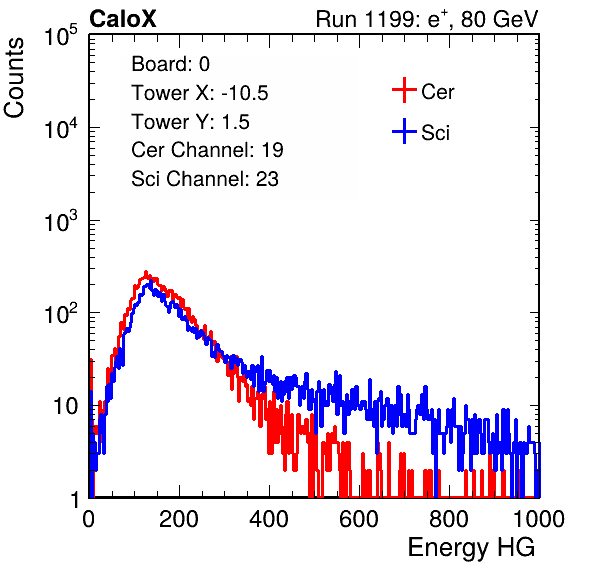 CaloX Run 1199: e⁺, 80 GeV
Counts
10⁵
10⁴
10³
10²
10
1
Board: 0
Tower X: -10.5
Tower Y: 1.5
Cer Channel: 19
Sci Channel: 23
Cer
Sci
0 200 400 600 800 1000
Energy HG